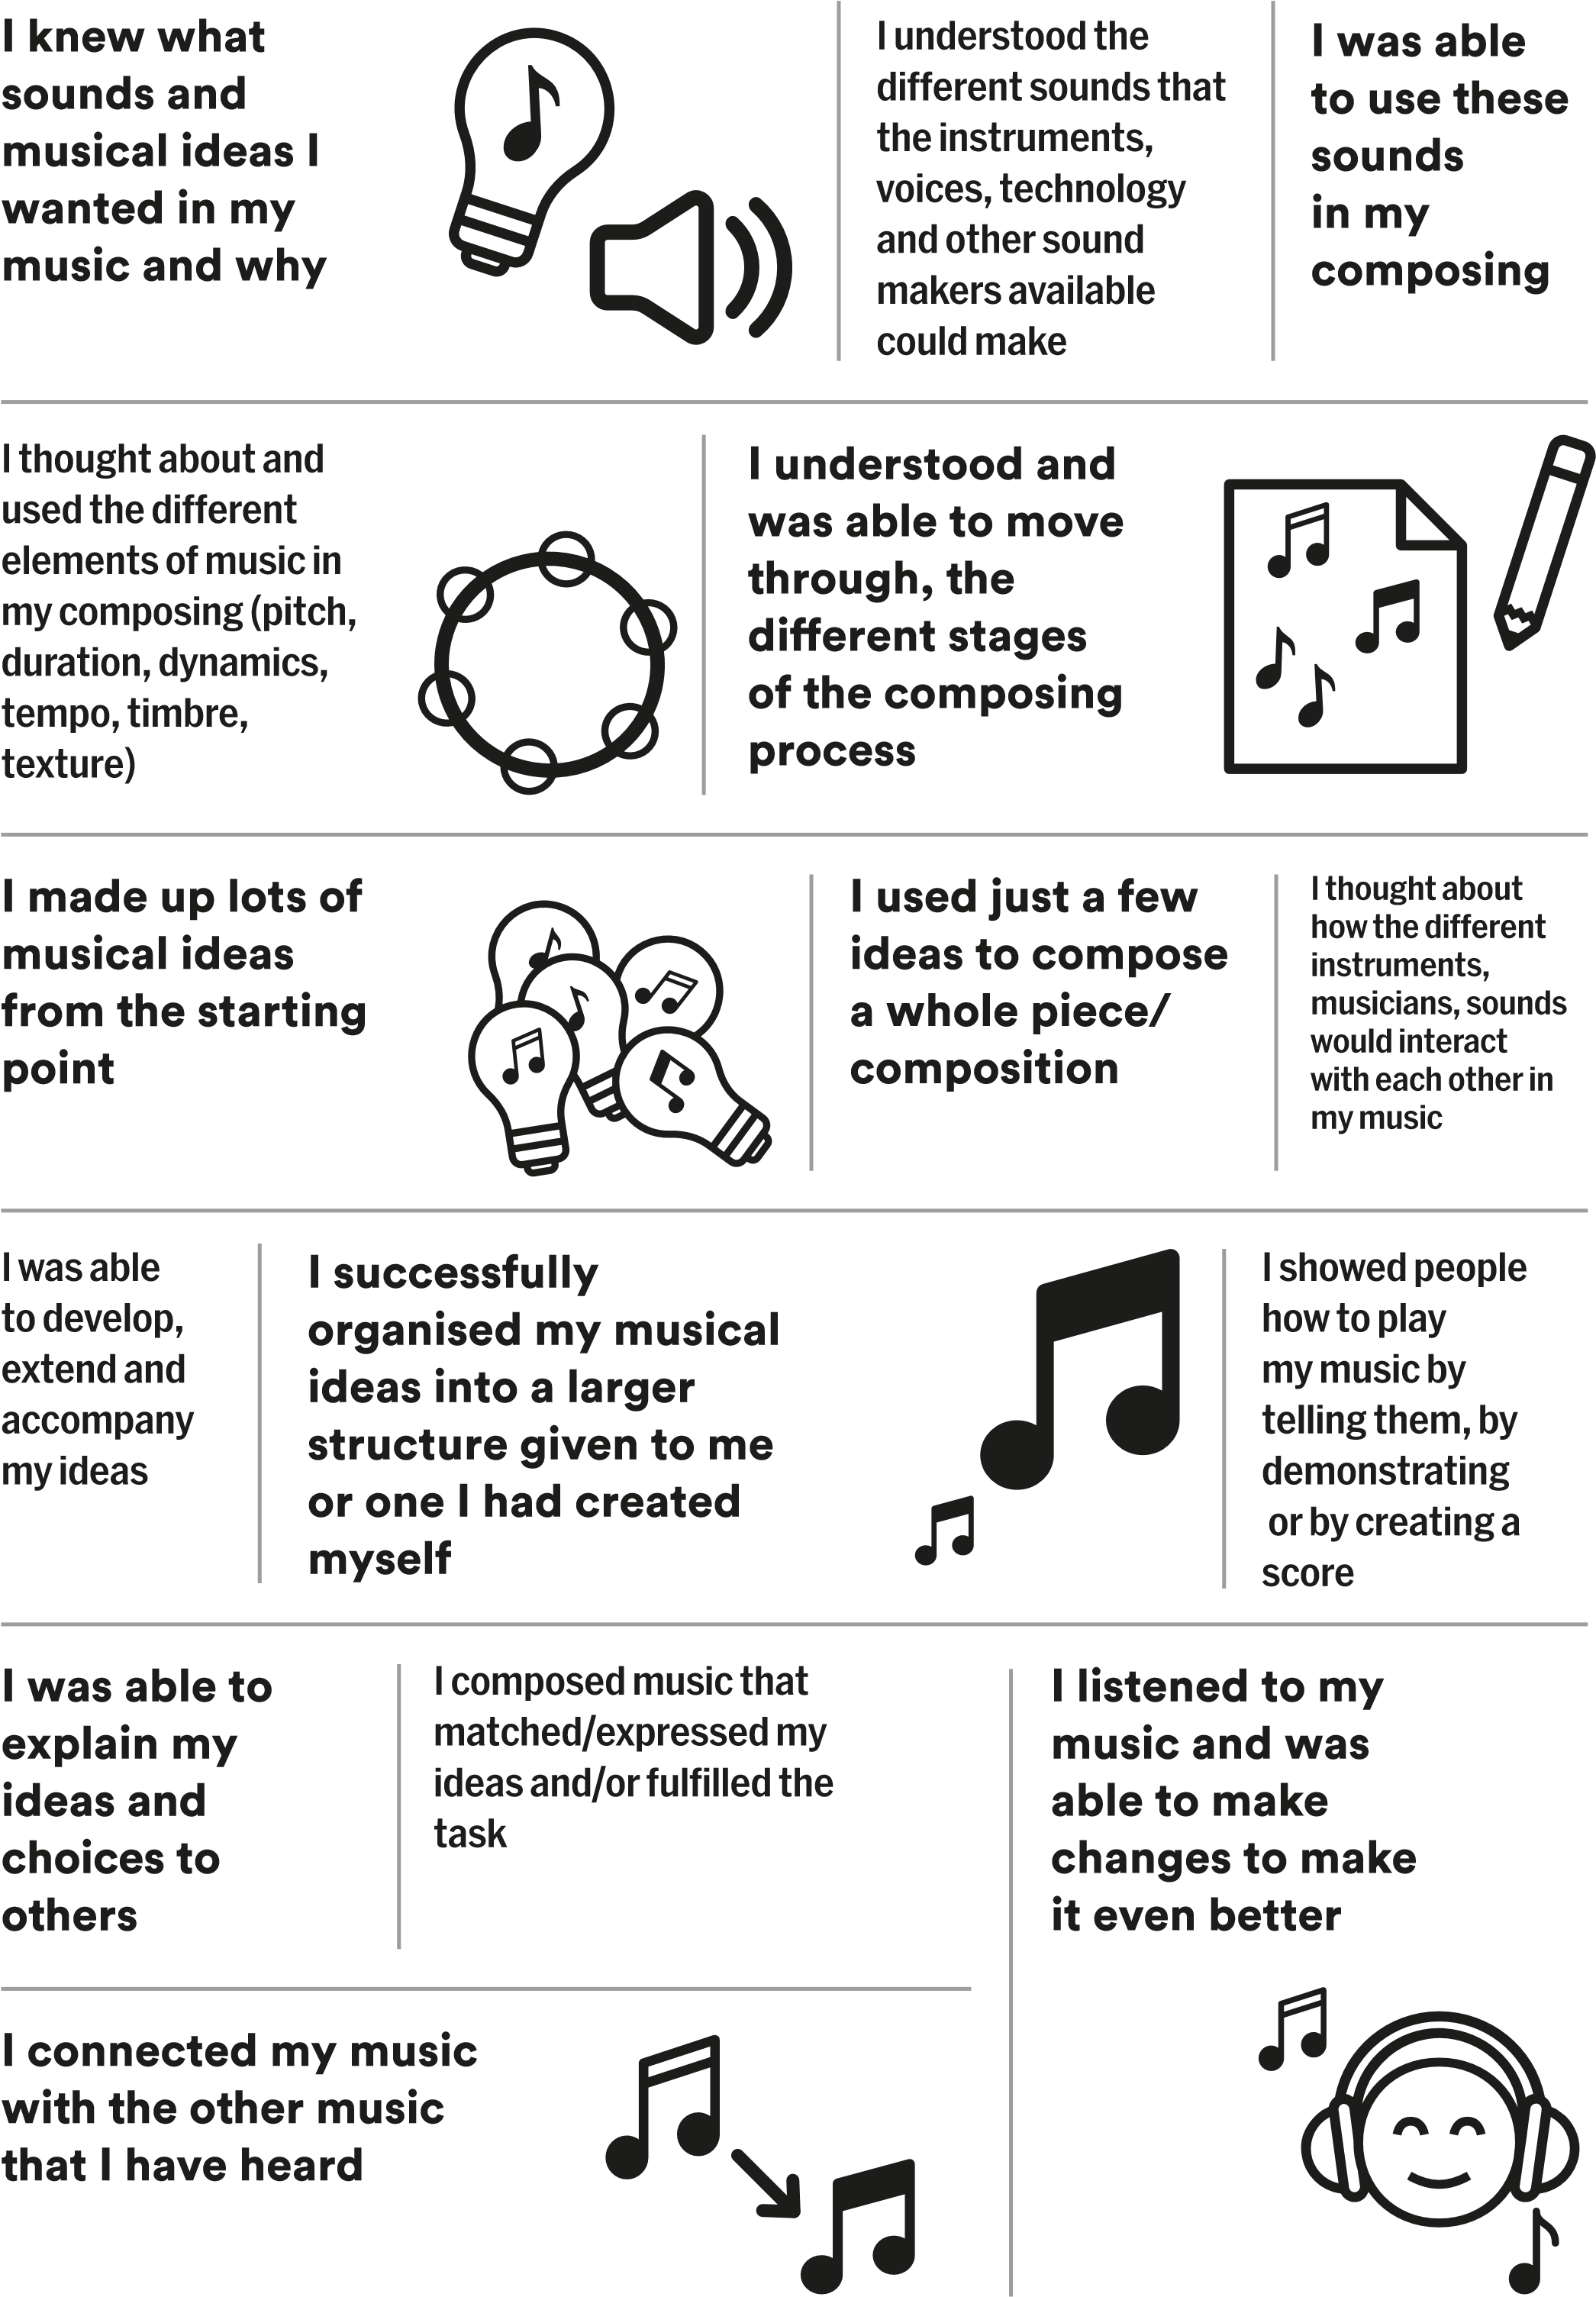 I knew what
sounds and
musical ideas I
wanted in my
music and why
I understood the
different sounds that
the instruments,
voices, technology
and other sound
makers available
could make
I was able
to use these
sounds
in my
composing
I thought about and
used the different
elements of music in
my composing (pitch,
duration, dynamics,
tempo, timbre,
texture)
I understood and
was able to move
through, the
different stages
of the composing
process
I made up lots of
musical ideas
from the starting
point
I used just a few
ideas to compose
a whole piece/
composition
I thought about
how the different
instruments,
musicians, sounds
would interact
with each other in
my music
I was able
to develop,
extend and
accompany
my ideas
I successfully
organised my musical
ideas into a larger
structure given to me
or one I had created
myself
I showed people
how to play
my music by
telling them, by
demonstrating
or by creating a
score
I was able to
explain my
ideas and
choices to
others
I composed music that
matched/expressed my
ideas and/or fulfilled the
task
I listened to my
music and was
able to make
changes to make
it even better
I connected my music
with the other music
that I have heard